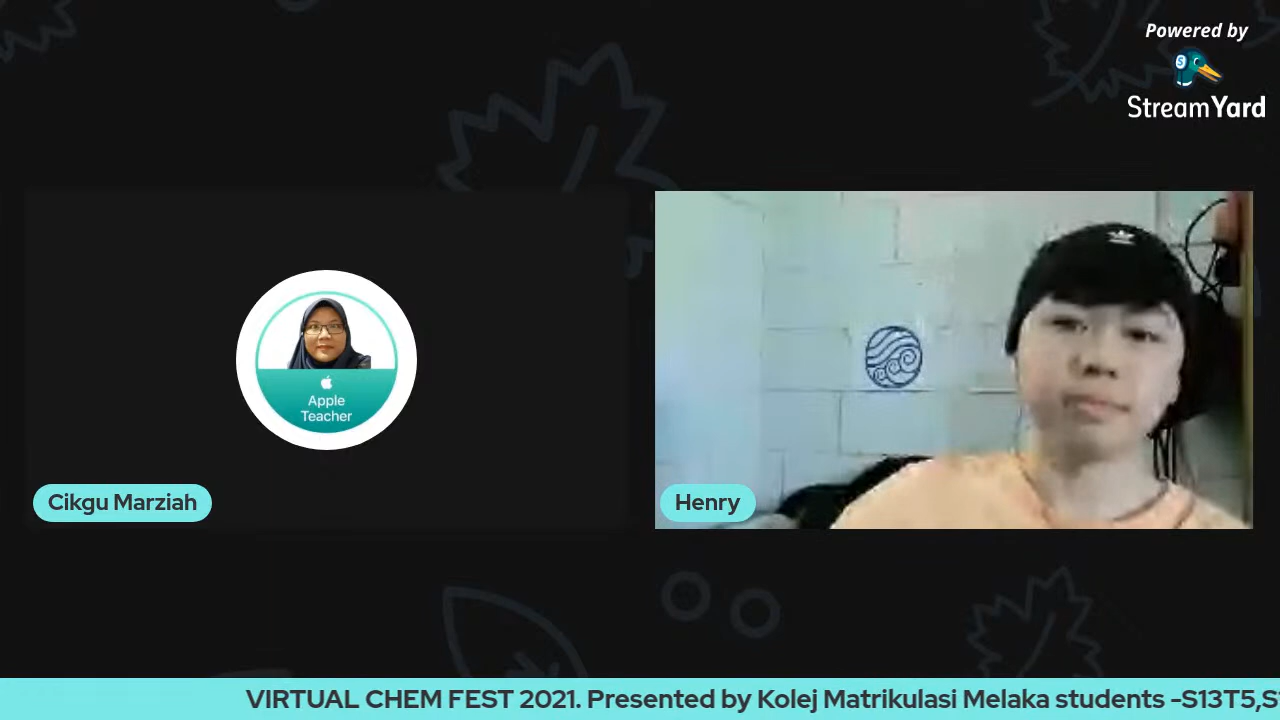 Powered by
StreamYard
Apple
Teacher
Cikgu Marziah
Henry
VIRTUAL CHEM FEST 2021. Presented by Kolej Matrikulasi Melaka students -S13T5,S